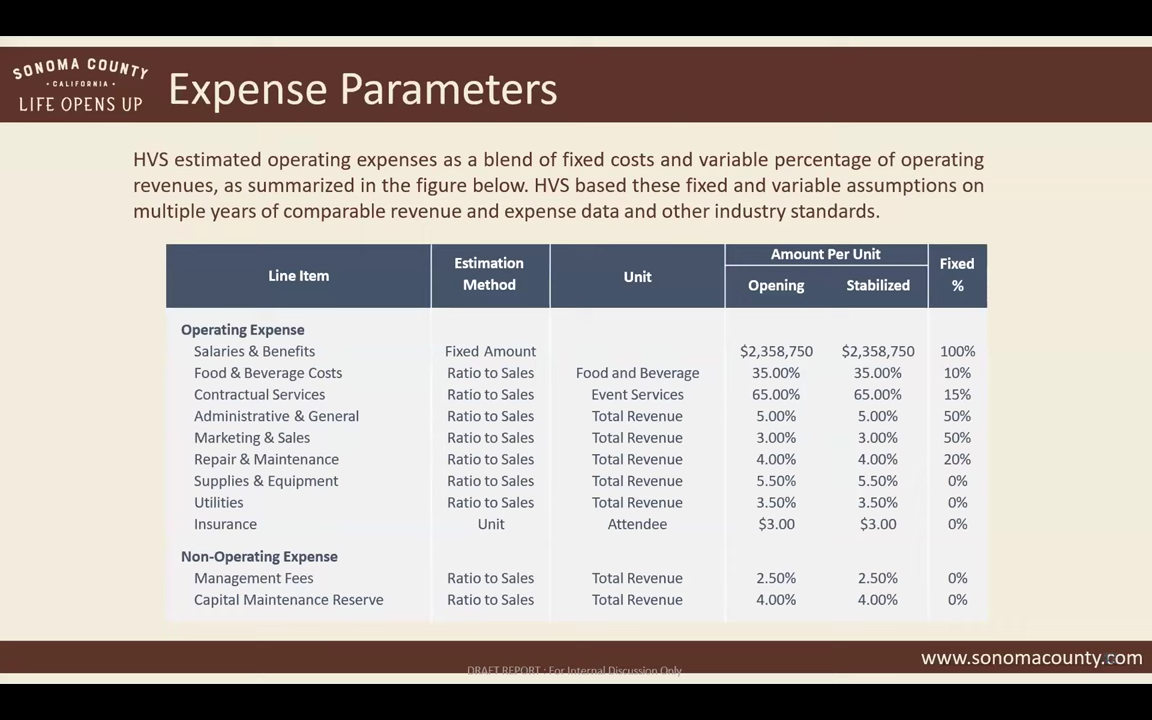 SONOMA COUNTY
• CALIFORNIA •
LIFE OPENS UP
Expense Parameters
HVS estimated operating expenses as a blend of fixed costs and variable percentage of operating
revenues, as summarized in the figure below. HVS based these fixed and variable assumptions on
multiple years of comparable revenue and expense data and other industry standards.
Line Item Estimation Method Unit Amount Per Unit Opening Stabilized Fixed %
Operating Expense
Salaries & Benefits Fixed Amount $2,358,750 $2,358,750 100%
Food & Beverage Costs Ratio to Sales Food and Beverage 35.00% 35.00% 10%
Contractual Services Ratio to Sales Event Services 65.00% 65.00% 15%
Administrative & General Ratio to Sales Total Revenue 5.00% 5.00% 50%
Marketing & Sales Ratio to Sales Total Revenue 3.00% 3.00% 50%
Repair & Maintenance Ratio to Sales Total Revenue 4.00% 4.00% 20%
Supplies & Equipment Ratio to Sales Total Revenue 5.50% 5.50% 0%
Utilities Ratio to Sales Total Revenue 3.50% 3.50% 0%
Insurance Unit Attendee $3.00 $3.00 0%
Non-Operating Expense
Management Fees Ratio to Sales Total Revenue 2.50% 2.50% 0%
Capital Maintenance Reserve Ratio to Sales Total Revenue 4.00% 4.00% 0%
www.sonomacounty.com
DRAFT REPORT : For Internal Discussion Only